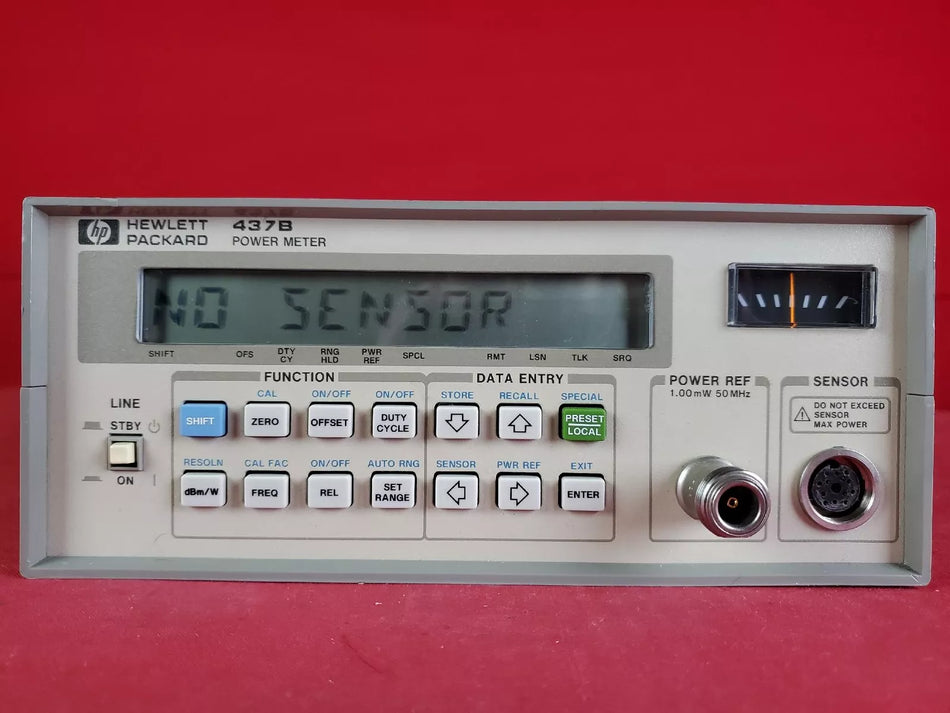 hp HEWLETT PACKARD 437B
POWER METER
NO SENSOR
SHIFT OFS DTY CY RNG HLD PWR REF SPCL RMT LSN TLK SRQ
LINE
STBY
ON
FUNCTION
CAL ON/OFF ON/OFF
SHIFT ZERO OFFSET DUTY CYCLE
RESOLN CAL FAC ON/OFF AUTO RNG
dBm/W FREQ REL SET RANGE
DATA ENTRY
STORE RECALL SPECIAL
PRESET
LOCAL
SENSOR PWR REF EXIT
ENTER
POWER REF
1.00mW 50MHz
SENSOR
DO NOT EXCEED
SENSOR
MAX POWER